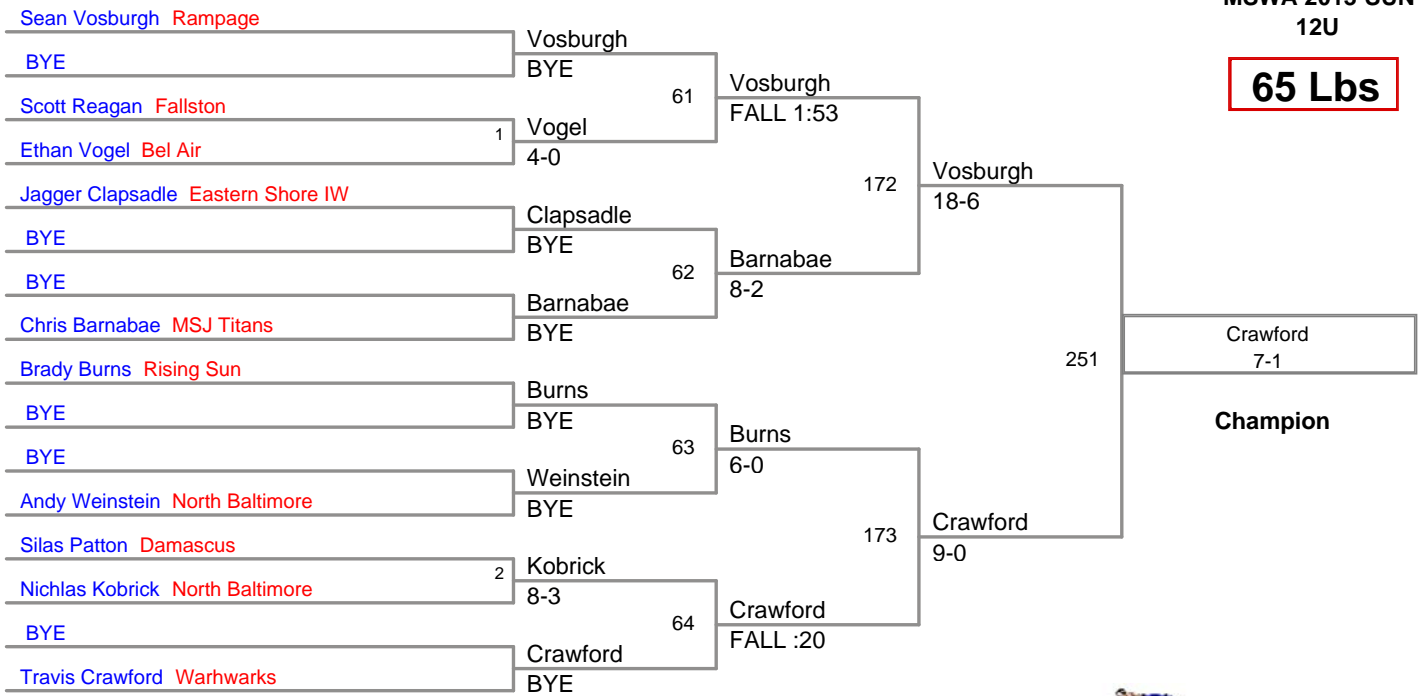 Sean Vosburgh Rampage
BYE
Scott Reagan Fallston
Ethan Vogel Bel Air
Jagger Clapsadle Eastern Shore IW
BYE
BYE
Chris Barnabae MSJ Titans
Brady Burns Rising Sun
BYE
BYE
Andy Weinstein North Baltimore
Silas Patton Damascus
Nichlas Kobrick North Baltimore
BYE
Travis Crawford Warhwarks
Vosburgh
BYE
1
Vogel
4-0
Clapsadle
BYE
Barnabae
BYE
Burns
BYE
Weinstein
BYE
2
Kobrick
8-3
Crawford
BYE
61
Vosburgh
FALL 1:53
62
Barnabae
8-2
63
Burns
6-0
64
Crawford
FALL :20
172
Vosburgh
18-6
173
Crawford
9-0
12U
65 Lbs
251
Crawford
7-1
Champion